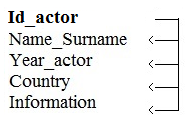 Id_actor
Name_Surname
Year_actor
Country
Information